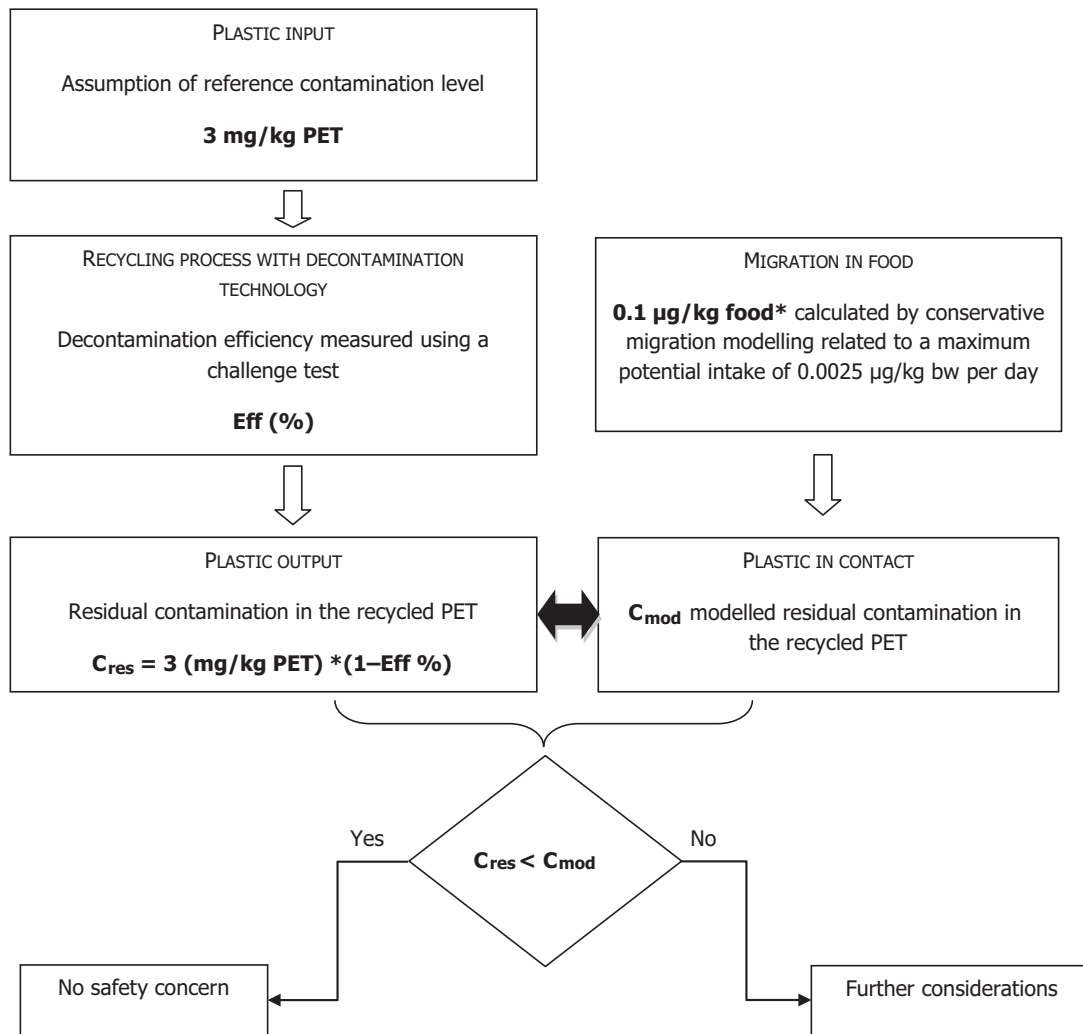 PLASTIC INPUT
Assumption of reference contamination level
3 mg/kg PET
RECYCLING PROCESS WITH DECONTAMINATION
TECHNOLOGY
Decontamination efficiency measured using a
challenge test
Eff (%)
MIGRATION IN FOOD
0.1 µg/kg food* calculated by conservative
migration modelling related to a maximum
potential intake of 0.0025 µg/kg bw per day
PLASTIC OUTPUT
Residual contamination in the recycled PET
Cres = 3 (mg/kg PET) *(1–Eff %)
PLASTIC IN CONTACT
Cmod modelled residual contamination in
the recycled PET
Yes
No
Cres < Cmod
No safety concern
Further considerations